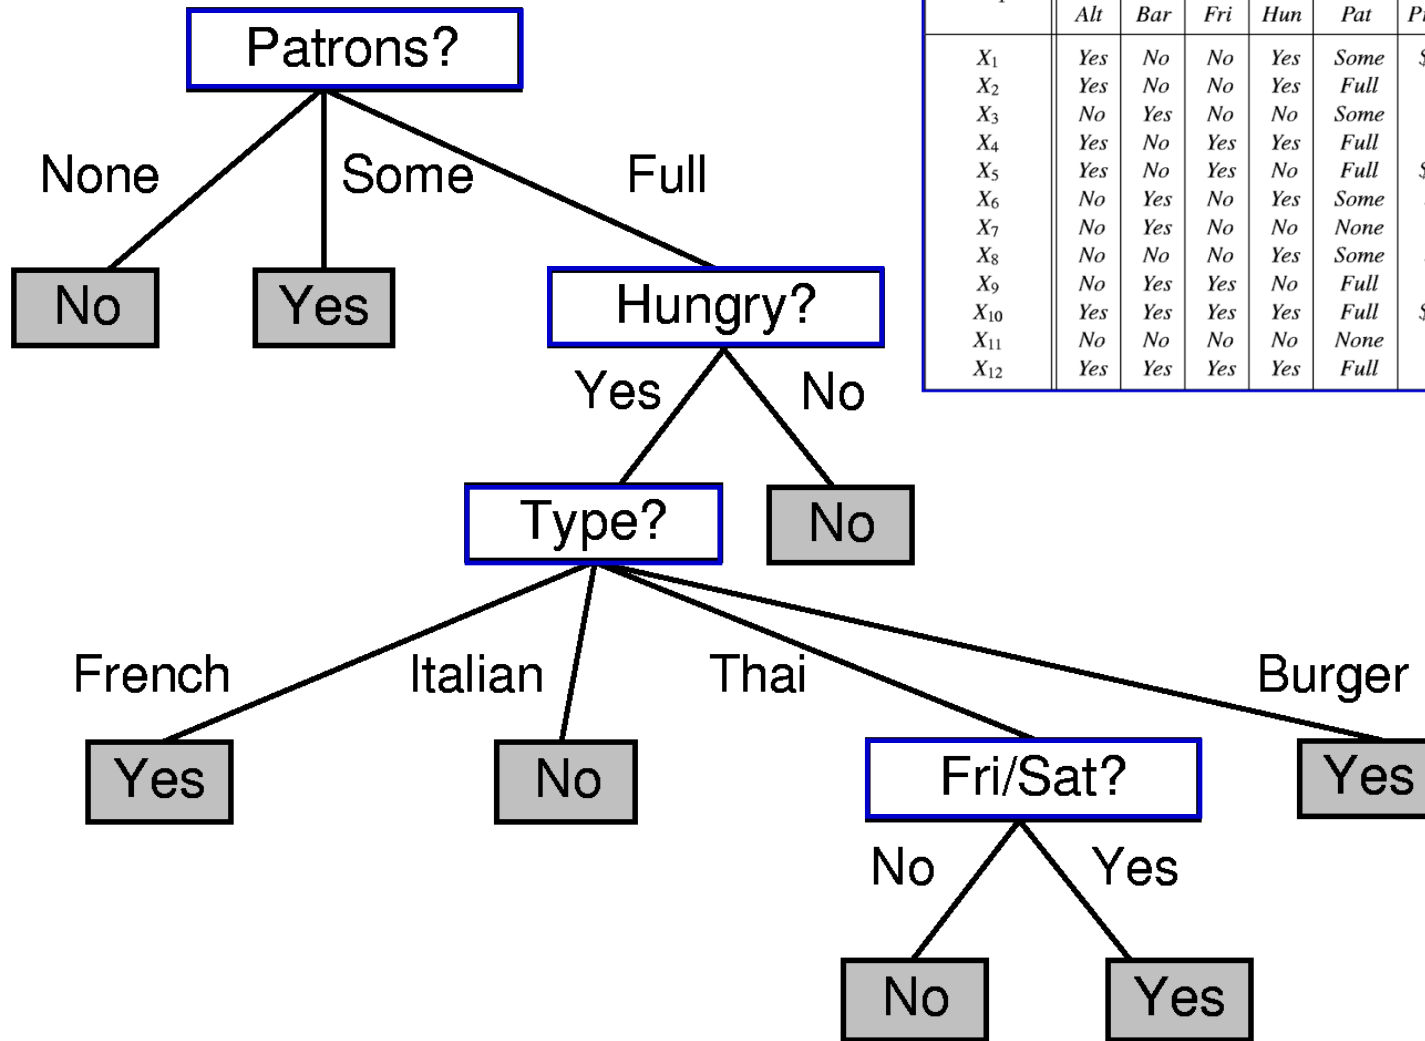 Patrons?
None
Some
Full
No
Yes
Hungry?
Yes
No
Type?
No
French
Italian
Thai
Burger
Yes
No
Fri/Sat?
Yes
No
Yes
No
Yes
Alt Bar Fri Hun Pat
X1 Yes No No Yes Some $
X2 Yes No No Yes Full
X3 No Yes No No Some
X4 Yes No Yes Yes Full
X5 Yes No Yes No Full $
X6 No Yes No Yes Some
X7 No Yes No No None
X8 No No No Yes Some
X9 No Yes Yes No Full
X10 Yes Yes Yes Yes Full $
X11 No No No No None
X12 Yes Yes Yes Yes Full